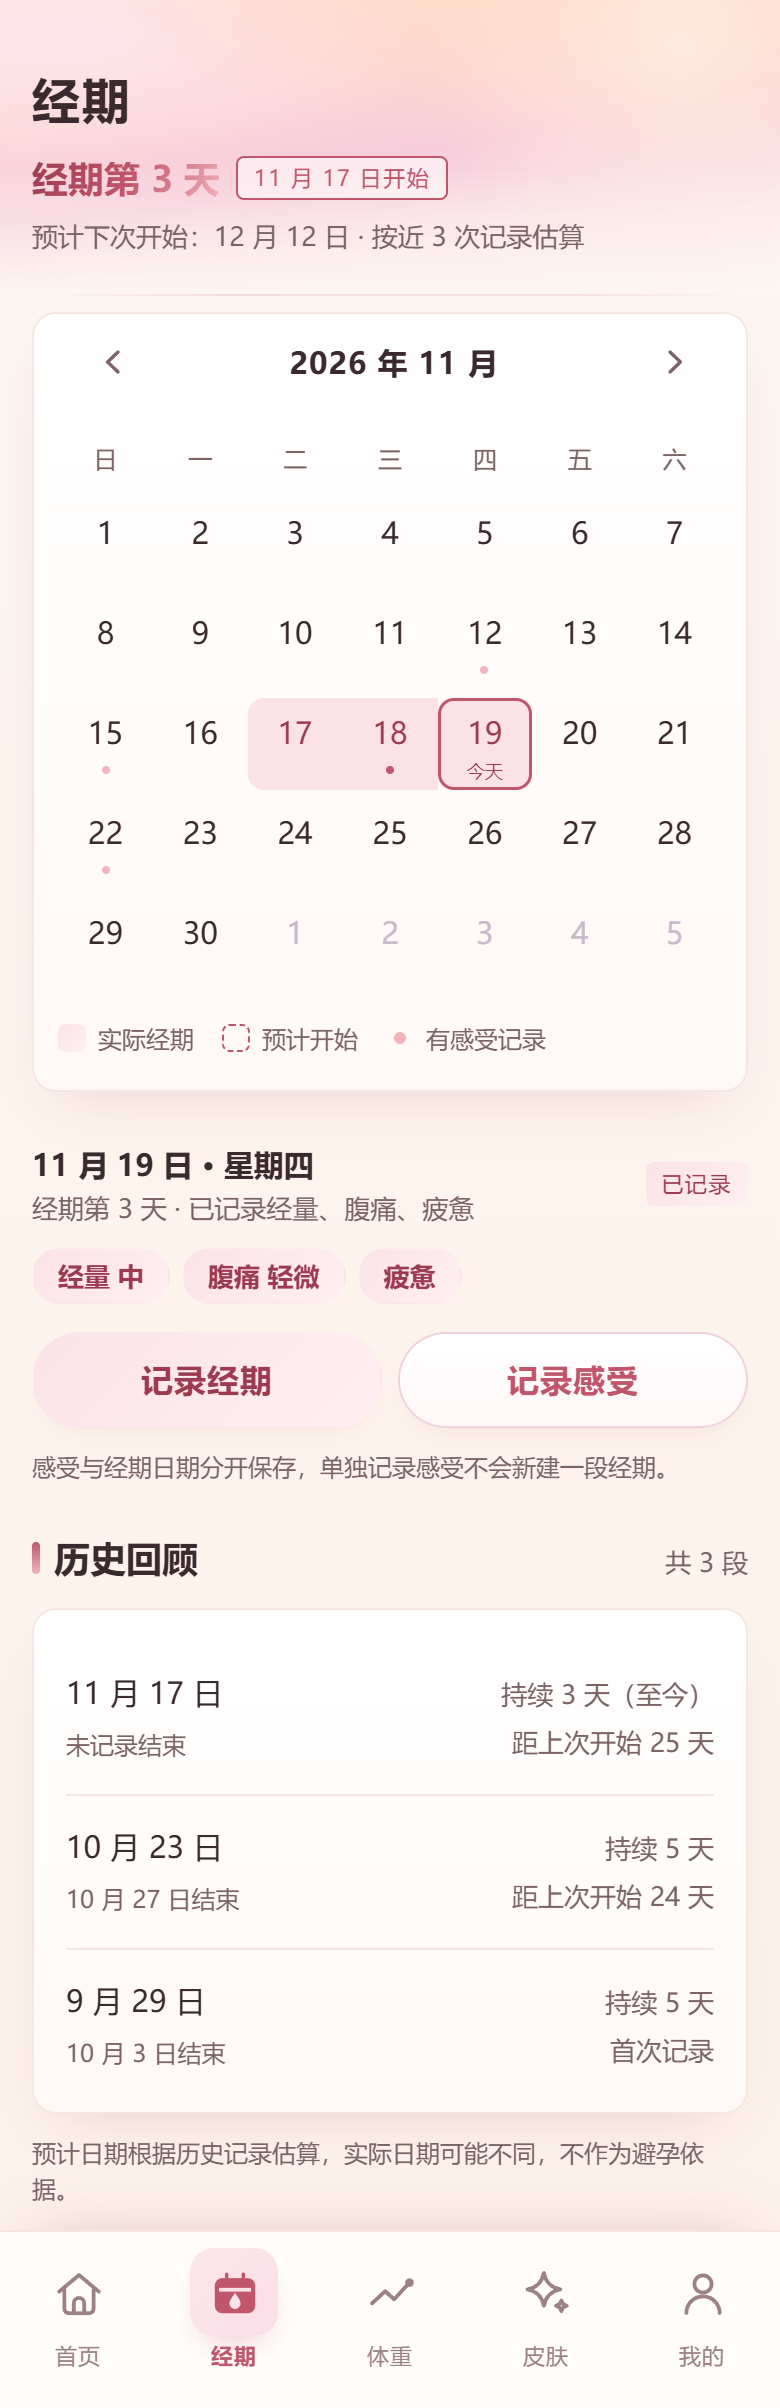 经期
经期第 3 天 11 月 17 日开始
预计下次开始：12 月 12 日 · 按近 3 次记录估算
2026 年 11 月
日 一 二 三 四 五 六
1 2 3 4 5 6 7
8 9 10 11 12 13 14
15 16 17 18 19 20 21
今天
22 23 24 25 26 27 28
29 30 1 2 3 4 5
实际经期 预计开始 有感受记录
11 月 19 日 • 星期四
已记录
经期第 3 天 · 已记录经量、腹痛、疲惫
经量 中 腹痛 轻微 疲惫
记录经期 记录感受
感受与经期日期分开保存，单独记录感受不会新建一段经期。
历史回顾 共 3 段
11 月 17 日 持续 3 天（至今）
未记录结束 距上次开始 25 天
10 月 23 日 持续 5 天
10 月 27 日结束 距上次开始 24 天
9 月 29 日 持续 5 天
10 月 3 日结束 首次记录
预计日期根据历史记录估算，实际日期可能不同，不作为避孕依
据。
首页 经期 体重 皮肤 我的